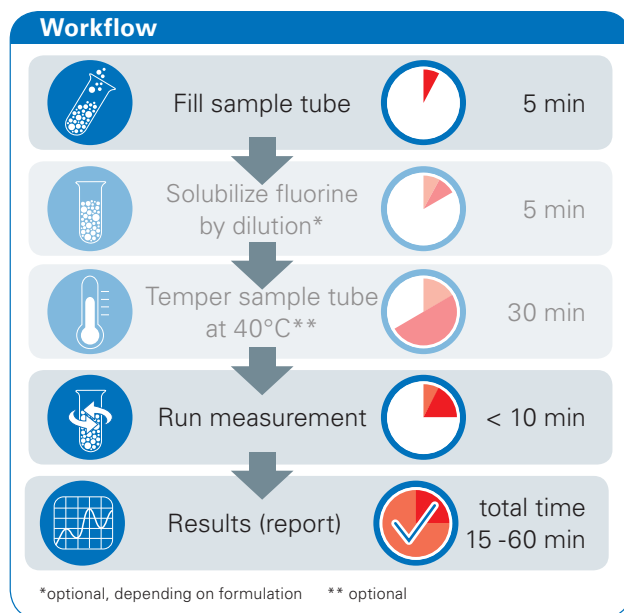 Workflow
Fill sample tube
5 min
Solubilize fluorine
by dilution*
5 min
Temper sample tube
at 40°C**
30 min
Run measurement
< 10 min
Results (report)
total time
15 -60 min
*optional, depending on formulation ** optional